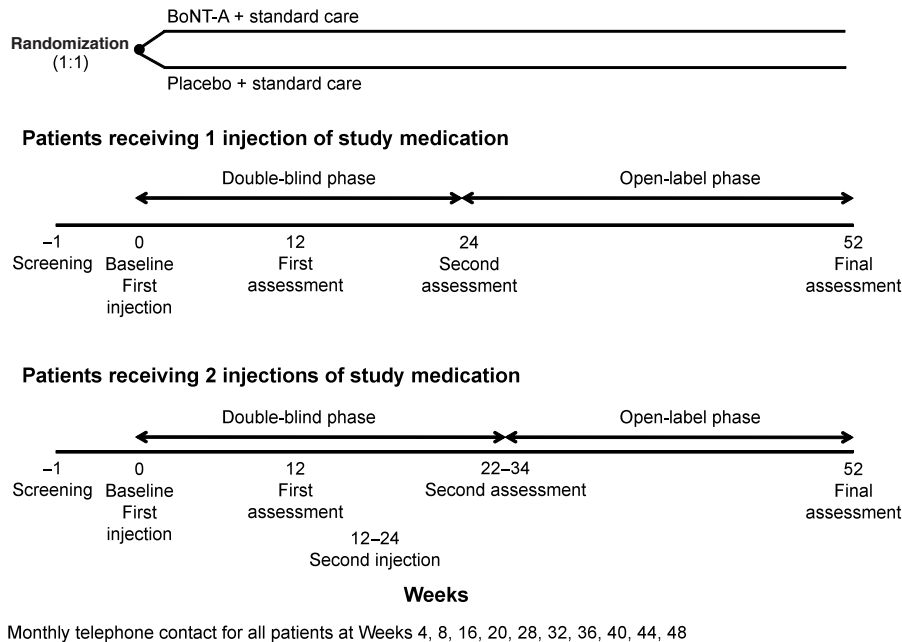 BoNT-A + standard care
Randomization
(1:1)
Placebo + standard care
Patients receiving 1 injection of study medication
Double-blind phase Open-label phase
–1 0 12 24 52
Screening Baseline First Second Final
First assessment assessment assessment
injection
Patients receiving 2 injections of study medication
Double-blind phase Open-label phase
–1 0 12 22–34 52
Screening Baseline First Second assessment Final
First assessment assessment
injection 12–24
Second injection
Weeks
Monthly telephone contact for all patients at Weeks 4, 8, 16, 20, 28, 32, 36, 40, 44, 48